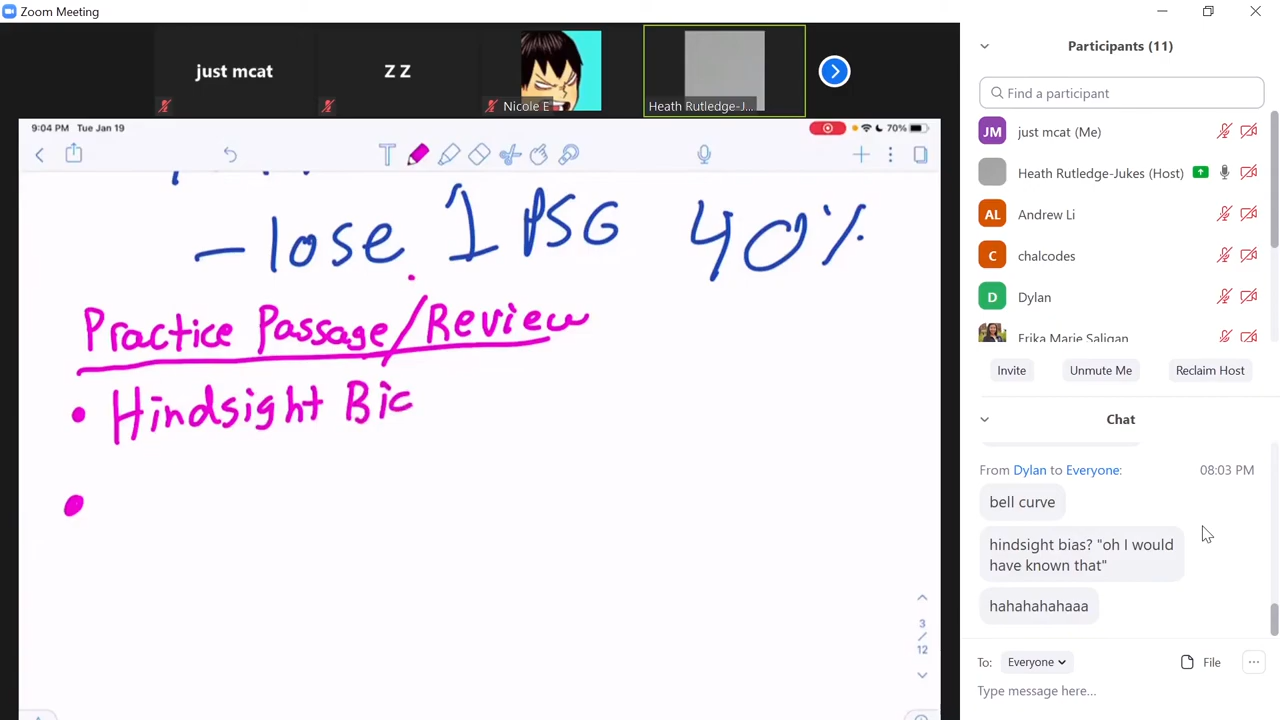 Zoom Meeting
just mcat
Z Z
Nicole E
Heath Rutledge-J...
Participants (11)
Find a participant
JM just mcat (Me)
Heath Rutledge-Jukes (Host)
AL Andrew Li
C chalcodes
D Dylan
Erika Marie Saligan
Invite Unmute Me Reclaim Host
9:04 PM Tue Jan 19
70%
T
- lose 1 PSG 40%
Practice Passage/Review
• Hindsight Bic
•
3
/
12
Chat
From Dylan to Everyone: 08:03 PM
bell curve
hindsight bias? "oh I would
have known that"
hahahahahaaa
To: Everyone File ...
Type message here...